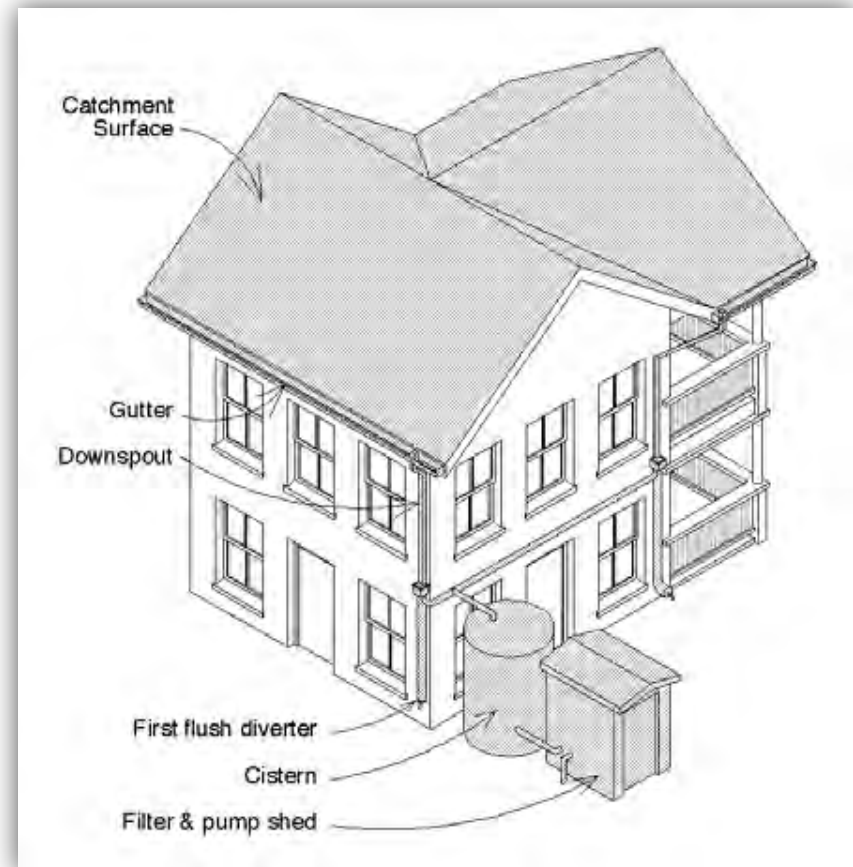 Catchment
Surface
Gutter
Downspout
First flush diverter
Cistern
Filter & pump shed